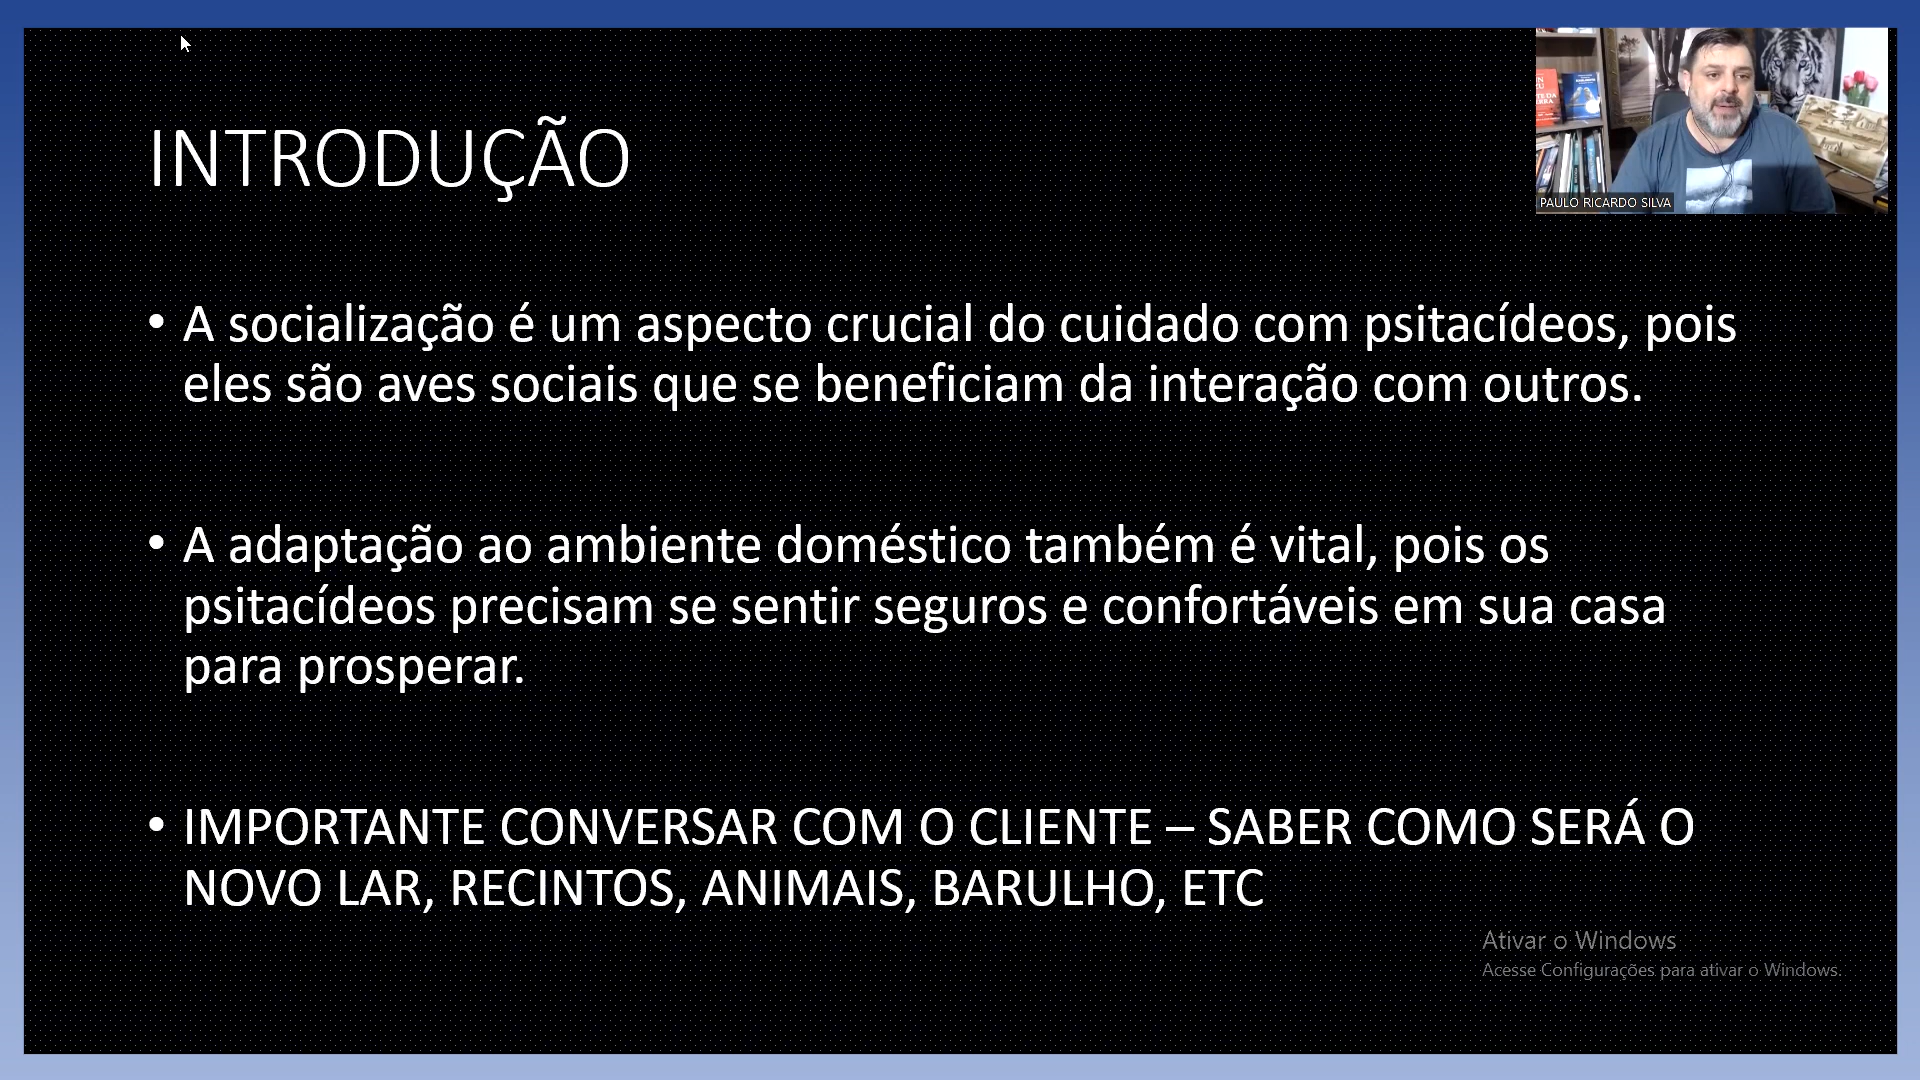 INTRODUÇÃO
PAULO RICARDO SILVA
• A socialização é um aspecto crucial do cuidado com psitacídeos, pois
eles são aves sociais que se beneficiam da interação com outros.
• A adaptação ao ambiente doméstico também é vital, pois os
psitacídeos precisam se sentir seguros e confortáveis em sua casa
para prosperar.
• IMPORTANTE CONVERSAR COM O CLIENTE – SABER COMO SERÁ O
NOVO LAR, RECINTOS, ANIMAIS, BARULHO, ETC
Ativar o Windows
Acesse Configurações para ativar o Windows.